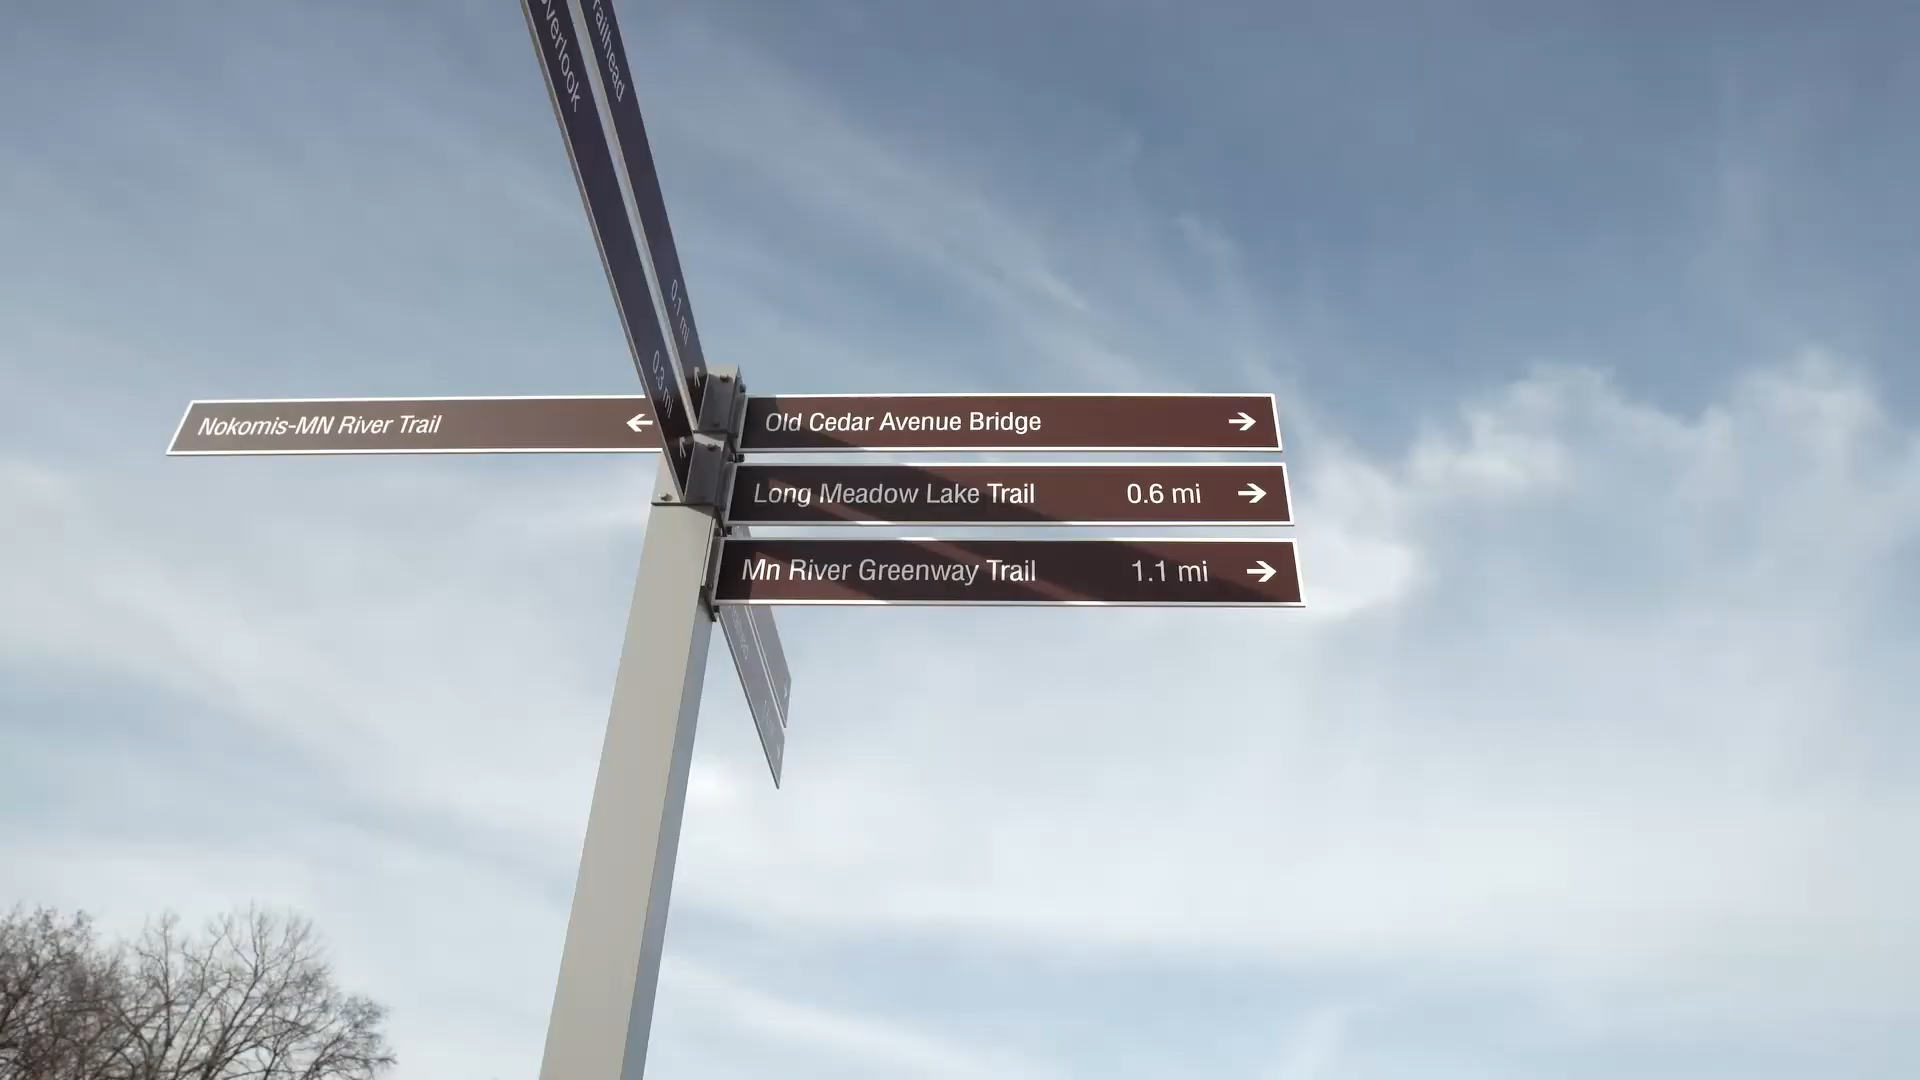 Overlook
Trailhead
0.1 mi
0.3 mi
Nokomis-MN River Trail
Old Cedar Avenue Bridge
Long Meadow Lake Trail 0.6 mi
Mn River Greenway Trail 1.1 mi